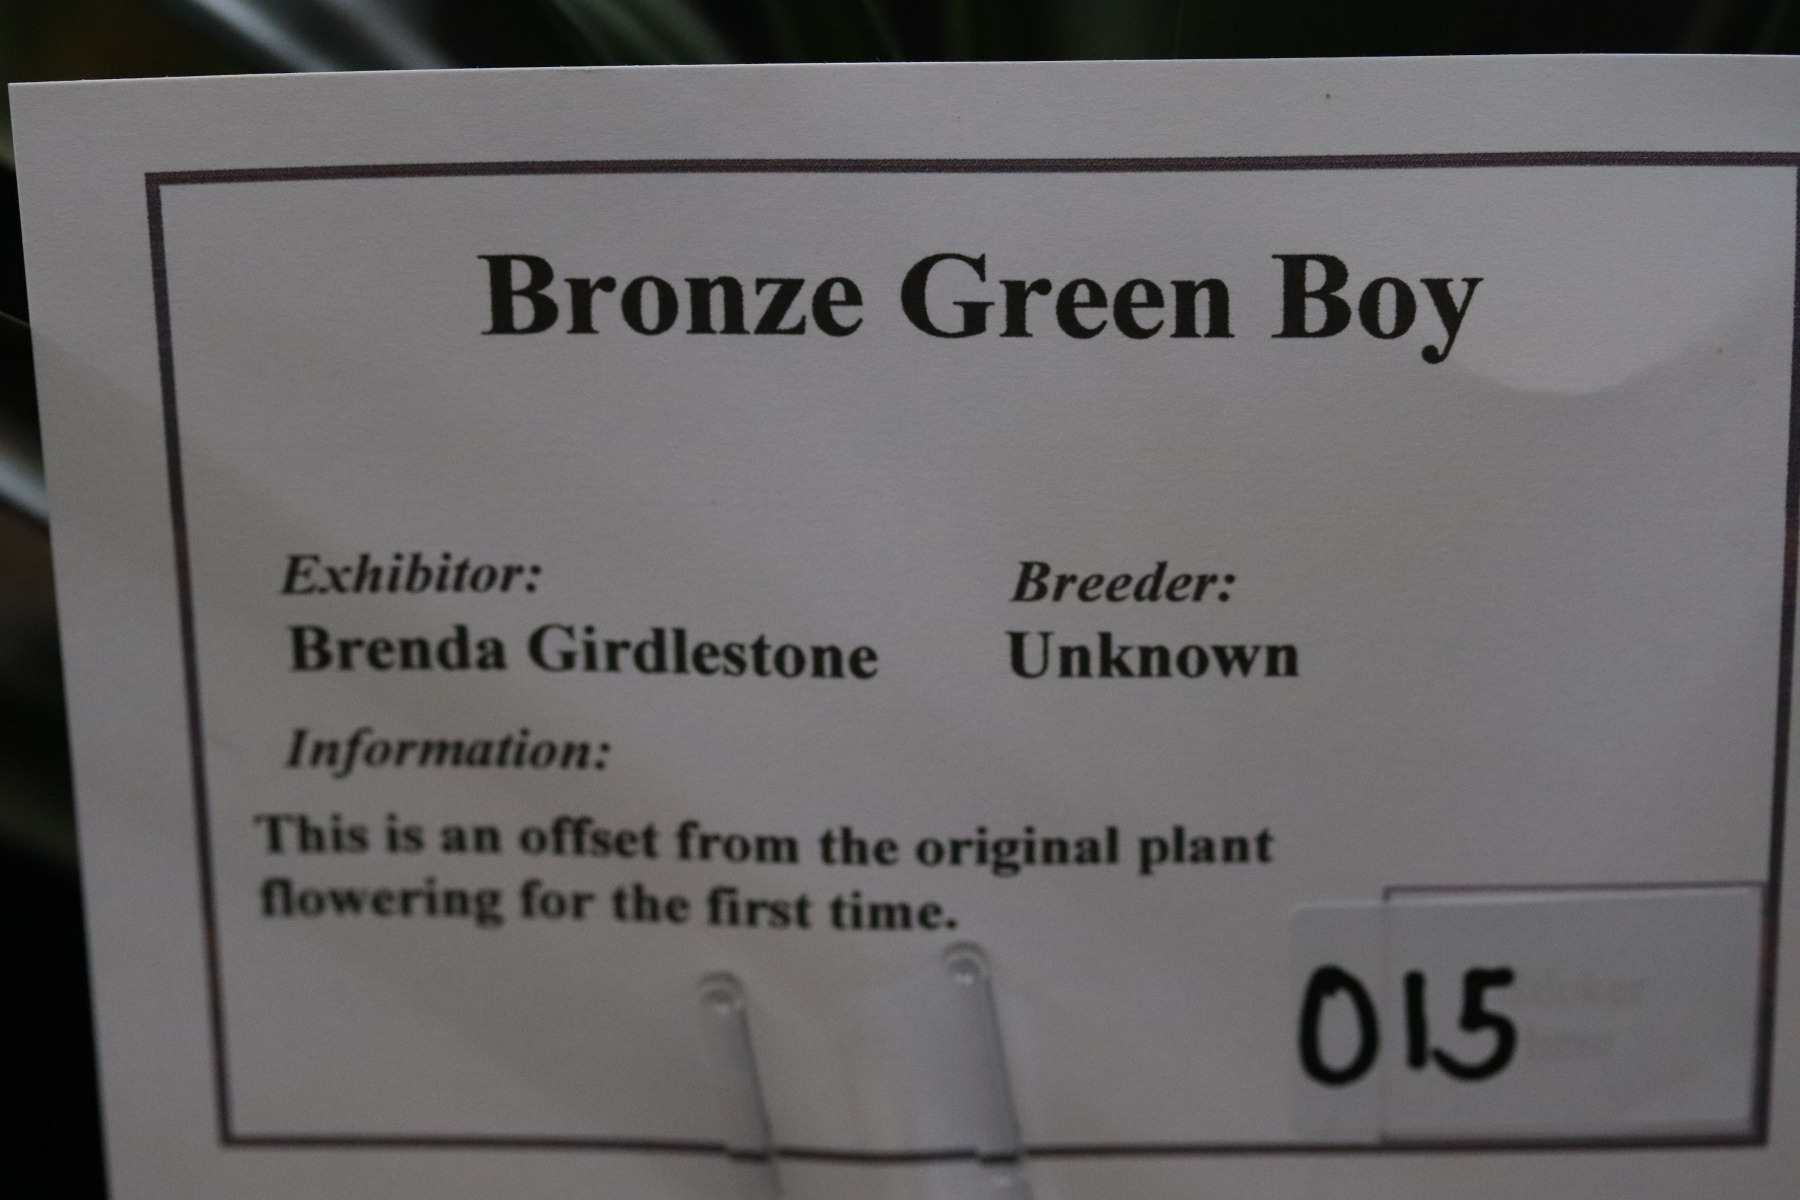 Bronze Green Boy
Exhibitor:
Breeder:
Brenda Girdlestone
Unknown
Information:
This is an offset from the original plant
flowering for the first time.
015